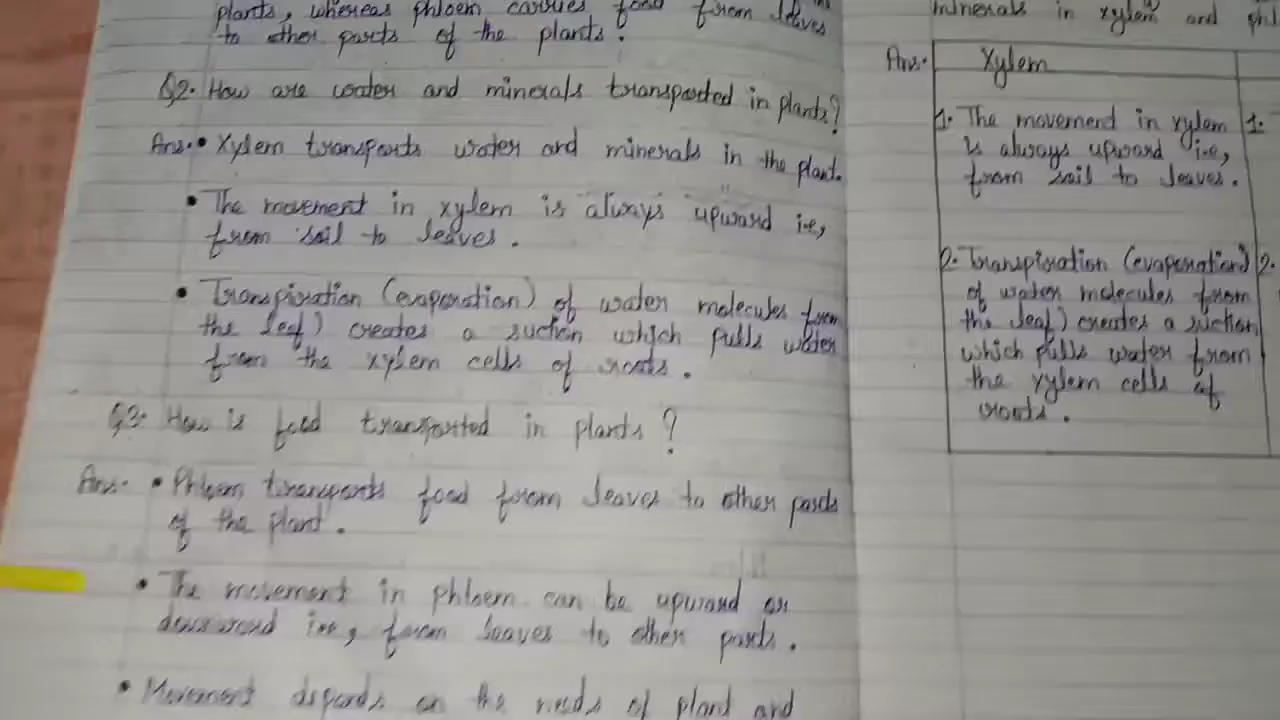 plants, whereas phloem carries food from leaves
to other parts of the plants.
Q2. How are water and minerals transported in plants?
Ans. • Xylem transports water and minerals in the plant.
• The movement in xylem is always upward i.e,
from soil to leaves.
• Transpiration (evaporation) of water molecules from
the leaf) creates a suction which pulls water
from the xylem cells of roots.
Q3. How is food transported in plants?
Ans. • Phloem transports food from leaves to other parts
of the plant.
• The movement in phloem can be upward or
downward i.e, from leaves to other parts.
• Movement depends on the needs of plant and
minerals in xylem and
Ans. Xylem
1. The movement in xylem
is always upward i.e,
from soil to leaves.
2. Transpiration (evaporation)
of water molecules from
the leaf) creates a suction
which pulls water from
the xylem cells of
roots.
1.
2.